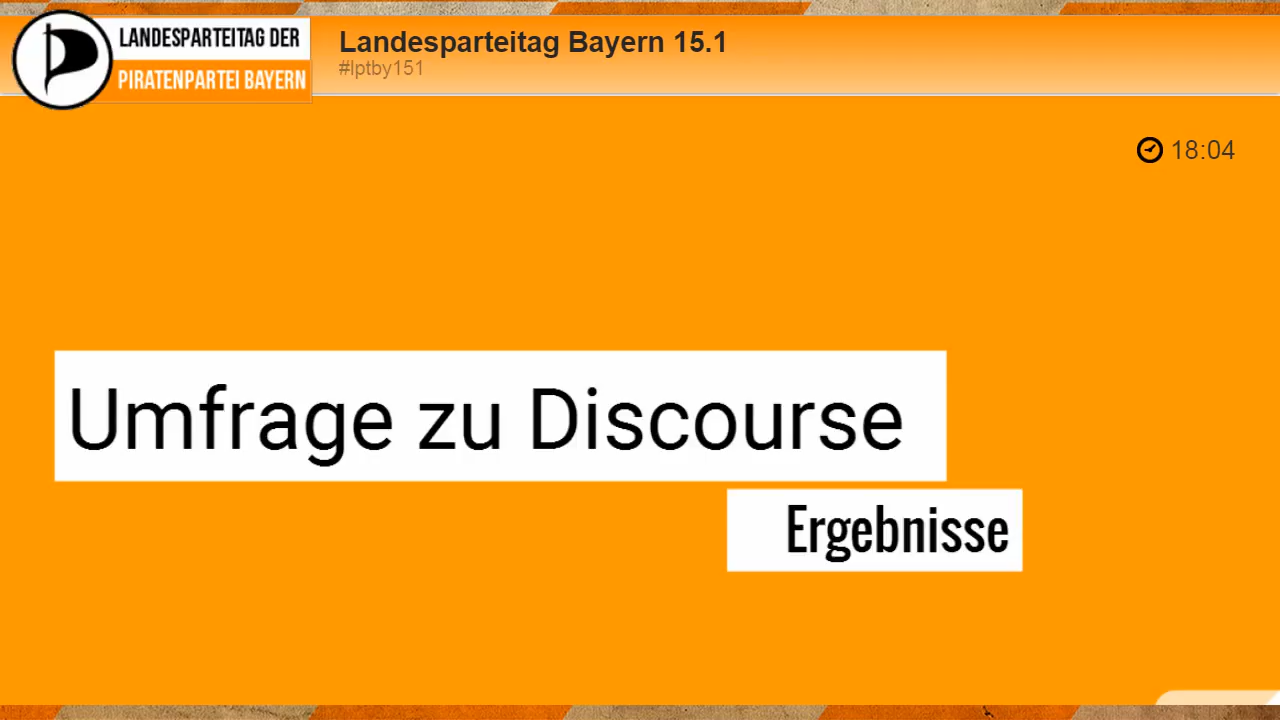 LANDESPARTEITAG DER
PIRATENPARTEI BAYERN
Landesparteitag Bayern 15.1
#lptby151
18:04
Umfrage zu Discourse
Ergebnisse